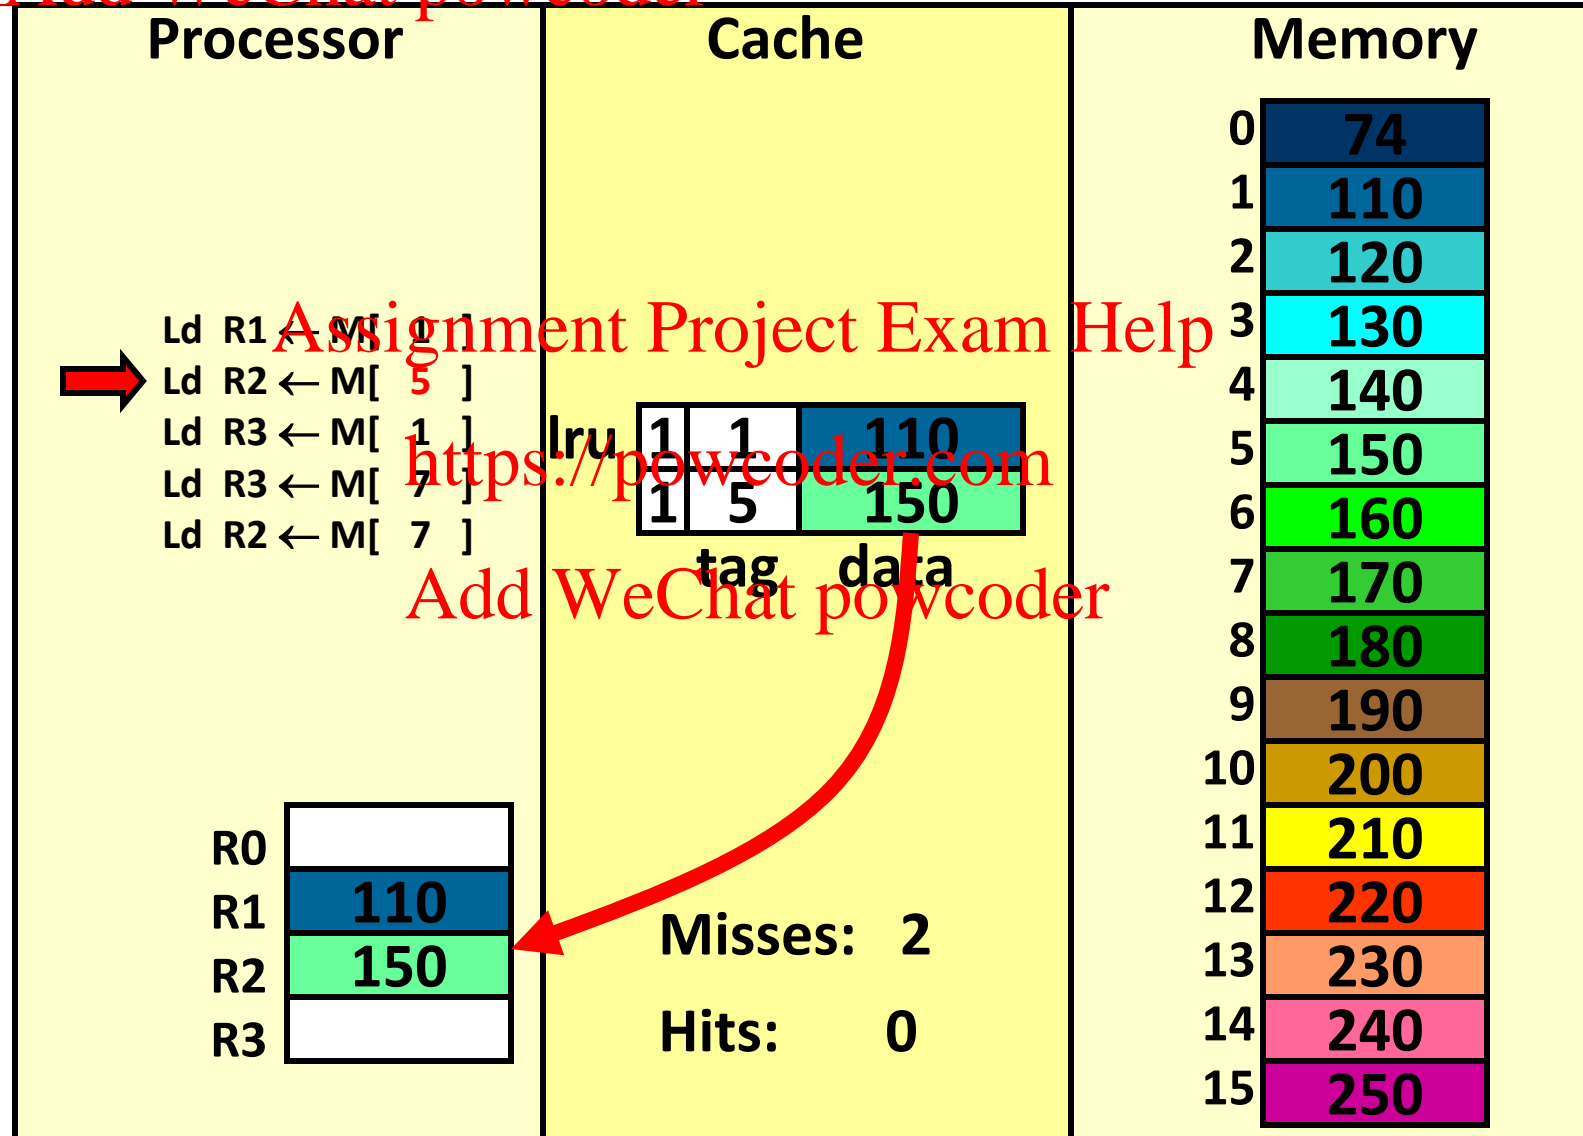 Add WeChat powcoder
Processor
Cache
Memory
Ld R1 ← M[ 1 ]
Ld R2 ← M[ 5 ]
Ld R3 ← M[ 1 ]
Ld R3 ← M[ 7 ]
Ld R2 ← M[ 7 ]
Assignment Project Exam Help
https://powcoder.com
Add WeChat powcoder
lru 1 1 110
1 5 150
tag data
R0
R1 110
R2 150
R3
Misses: 2
Hits: 0
0 74
1 110
2 120
3 130
4 140
5 150
6 160
7 170
8 180
9 190
10 200
11 210
12 220
13 230
14 240
15 250